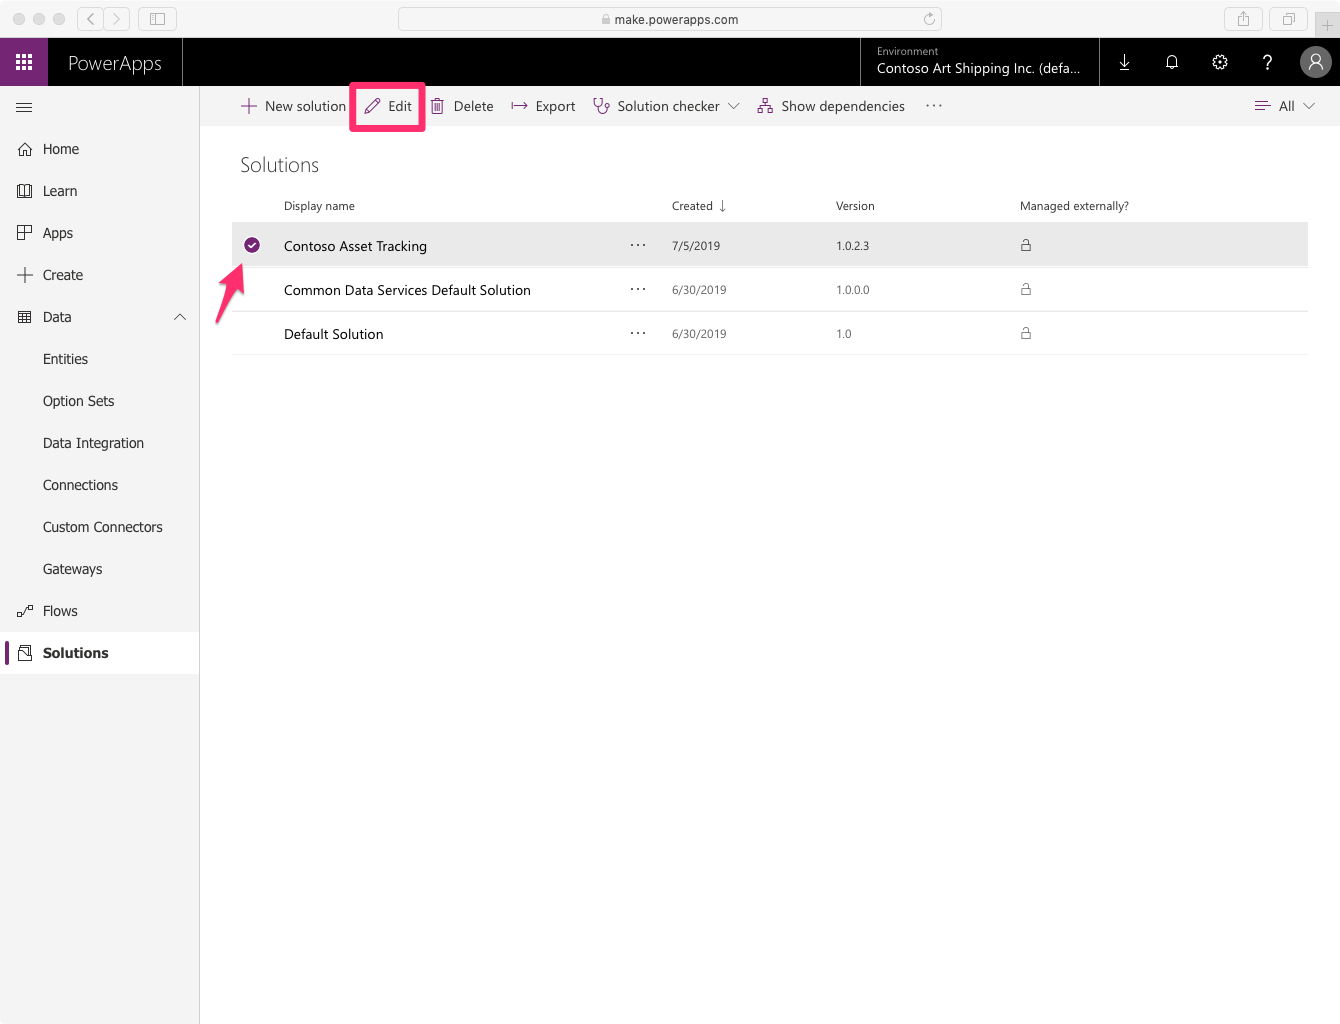 make.powerapps.com
PowerApps
Environment
Contoso Art Shipping Inc. (defa...
New solution
Edit
Delete
Export
Solution checker
Show dependencies
All
Home
Learn
Apps
Create
Data
Entities
Option Sets
Data Integration
Connections
Custom Connectors
Gateways
Flows
Solutions
Solutions
Display name Created Version Managed externally?
Contoso Asset Tracking ... 7/5/2019 1.0.2.3
Common Data Services Default Solution ... 6/30/2019 1.0.0.0
Default Solution ... 6/30/2019 1.0